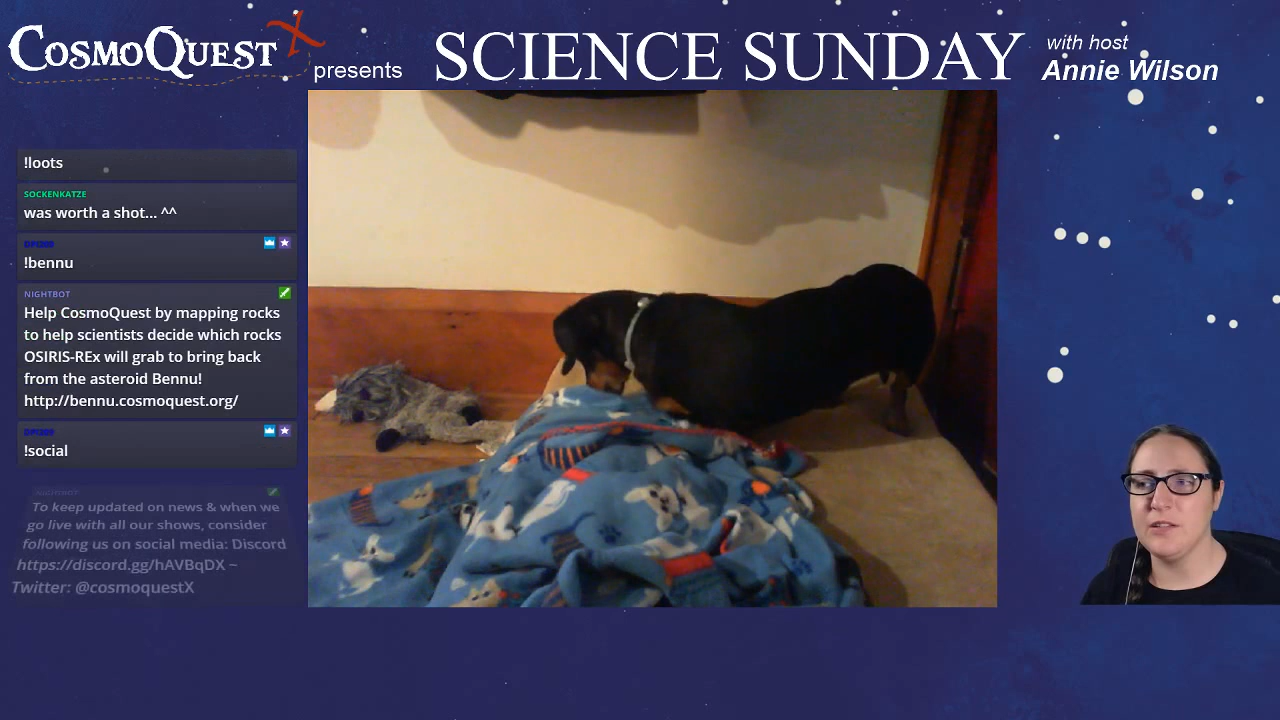 CosmoQuest X
presents
SCIENCE SUNDAY
with host
Annie Wilson
!loots
SOCKENKATZE
was worth a shot... ^^
!bennu
NIGHTBOT
Help CosmoQuest by mapping rocks
to help scientists decide which rocks
OSIRIS-REx will grab to bring back
from the asteroid Bennu!
http://bennu.cosmoquest.org/
!social
NIGHTBOT
To keep updated on news & when we
go live with all our shows, consider
following us on social media: Discord
https://discord.gg/hAVBqDX ~
Twitter: @cosmoquestX